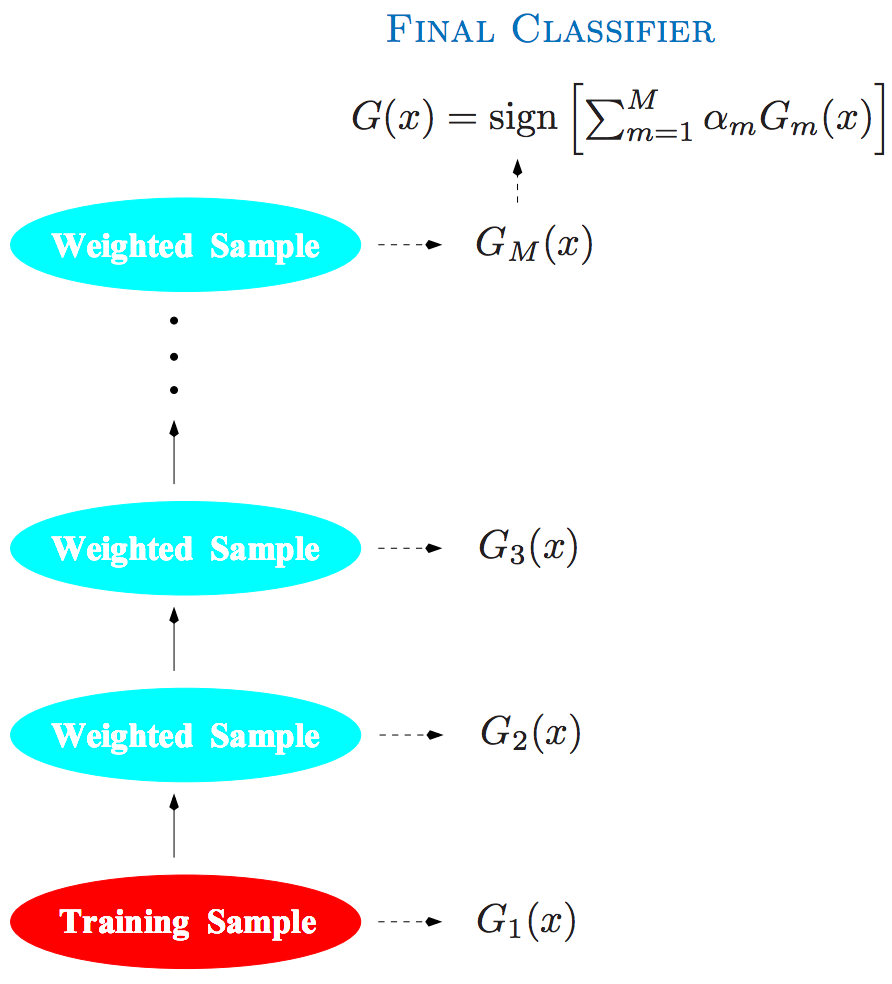 FINAL CLASSIFIER
G(x) = sign [∑_{m=1}^{M} α_m G_m(x)]
Weighted Sample G_M(x)
Weighted Sample G_3(x)
Weighted Sample G_2(x)
Training Sample G_1(x)